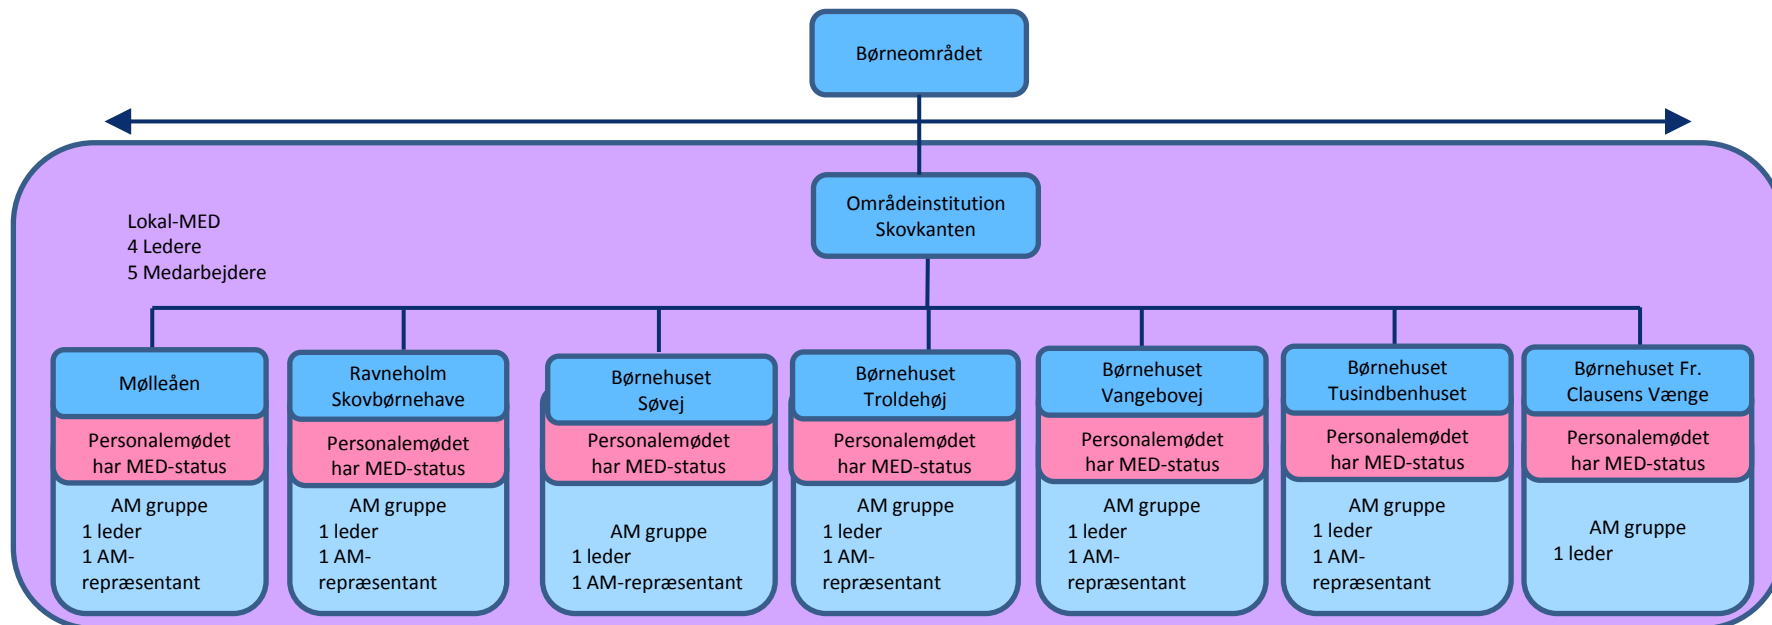 Børneområdet
Områdeinstitution
Skovkanten
Lokal-MED
4 Ledere
5 Medarbejdere
Mølleåen
Personalemødet
har MED-status
AM gruppe
1 leder
1 AM-
repræsentant
Ravneholm
Skovbørnehave
Personalemødet
har MED-status
AM gruppe
1 leder
1 AM-
repræsentant
Børnehuset
Søvej
Personalemødet
har MED-status
AM gruppe
1 leder
1 AM-repræsentant
Børnehuset
Troldehøj
Personalemødet
har MED-status
AM gruppe
1 leder
1 AM-
repræsentant
Børnehuset
Vangebovej
Personalemødet
har MED-status
AM gruppe
1 leder
1 AM-
repræsentant
Børnehuset
Tusindbenhuset
Personalemødet
har MED-status
AM gruppe
1 leder
1 AM-
repræsentant
Børnehuset Fr.
Clausens Vænge
Personalemødet
har MED-status
AM gruppe
1 leder